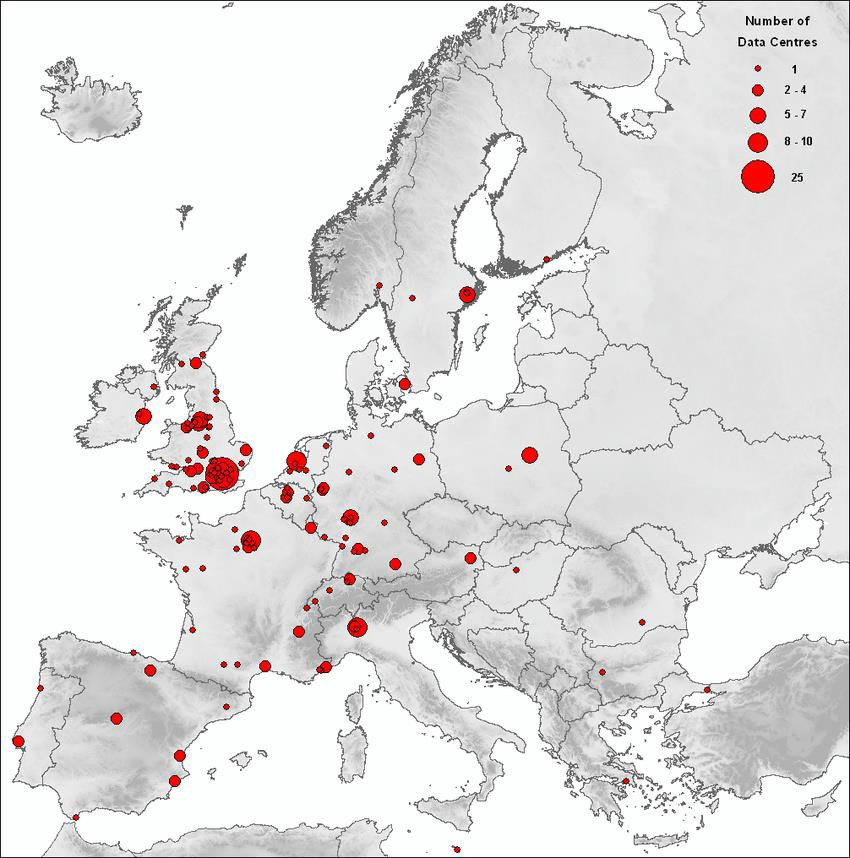 Number of
Data Centres
1
2 - 4
5 - 7
8 - 10
25